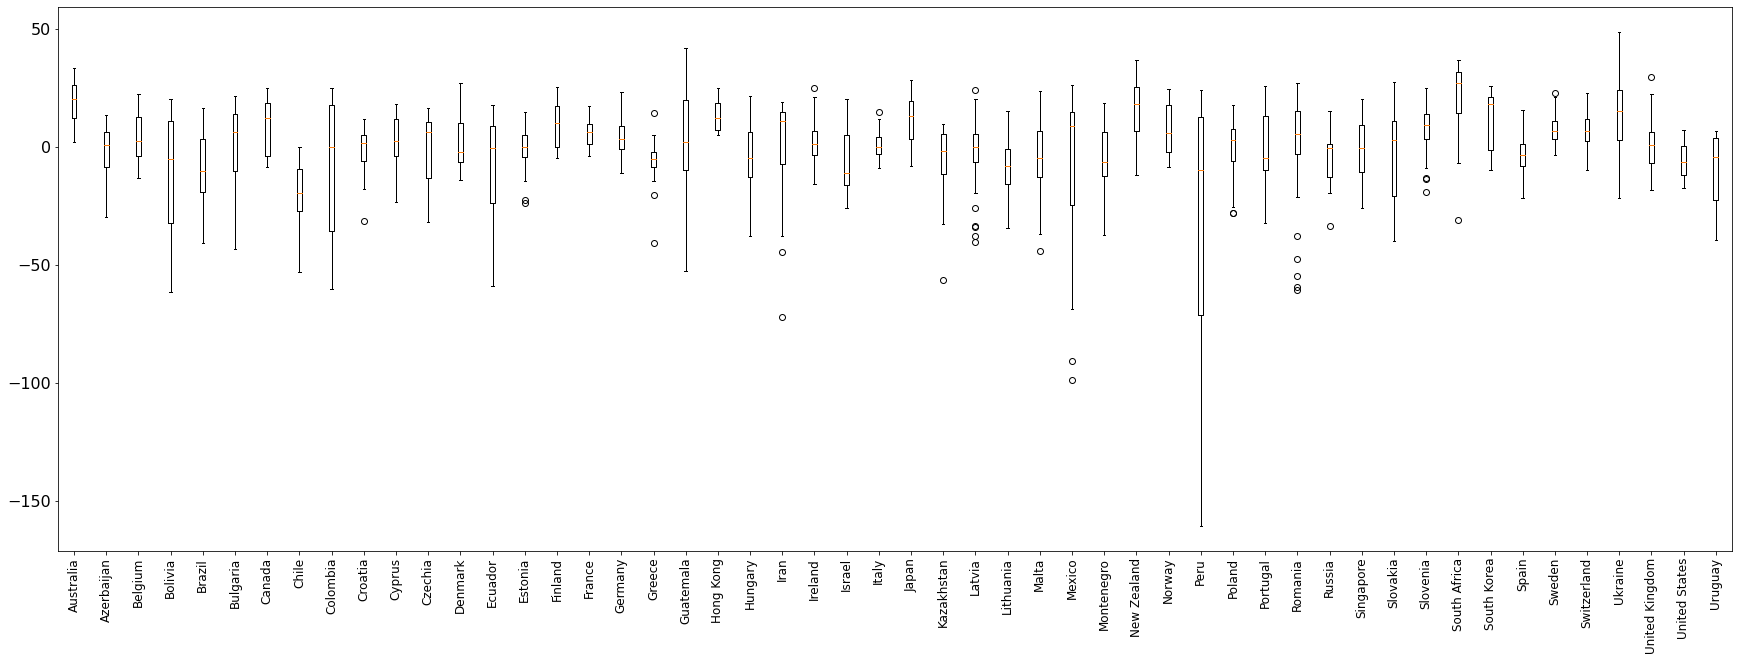 50
0
−50
−100
−150
Australia
Azerbaijan
Belgium
Bolivia
Brazil
Bulgaria
Canada
Chile
Colombia
Croatia
Cyprus
Czechia
Denmark
Ecuador
Estonia
Finland
France
Germany
Greece
Guatemala
Hong Kong
Hungary
Iran
Ireland
Israel
Italy
Japan
Kazakhstan
Latvia
Lithuania
Malta
Mexico
Montenegro
New Zealand
Norway
Peru
Poland
Portugal
Romania
Russia
Singapore
Slovakia
Slovenia
South Africa
South Korea
Spain
Sweden
Switzerland
Ukraine
United Kingdom
United States
Uruguay